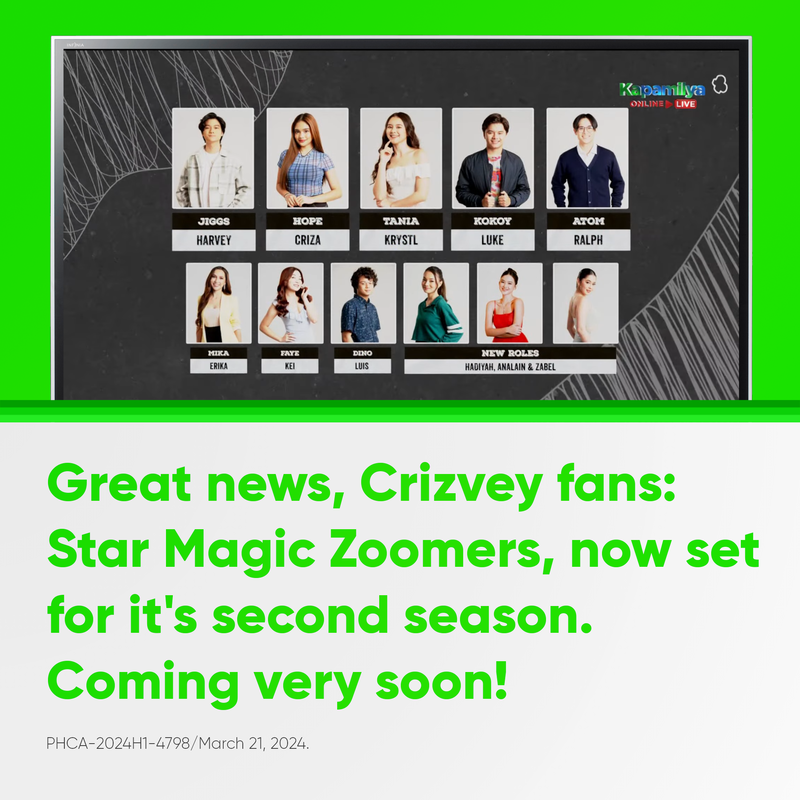 Kapamilya
ONLINE LIVE
JIGGS HOPE TANIA KOKOY ATOM
HARVEY CRIZA KRYSTL LUKE RALPH
MIKA FAYE DINO NEW ROLES
ERIKA KEI LUIS HADIYAH, ANALAIN & ZABEL
Great news, Crizvey fans:
Star Magic Zoomers, now set
for it's second season.
Coming very soon!
PHCA-2024H1-4798/March 21, 2024.